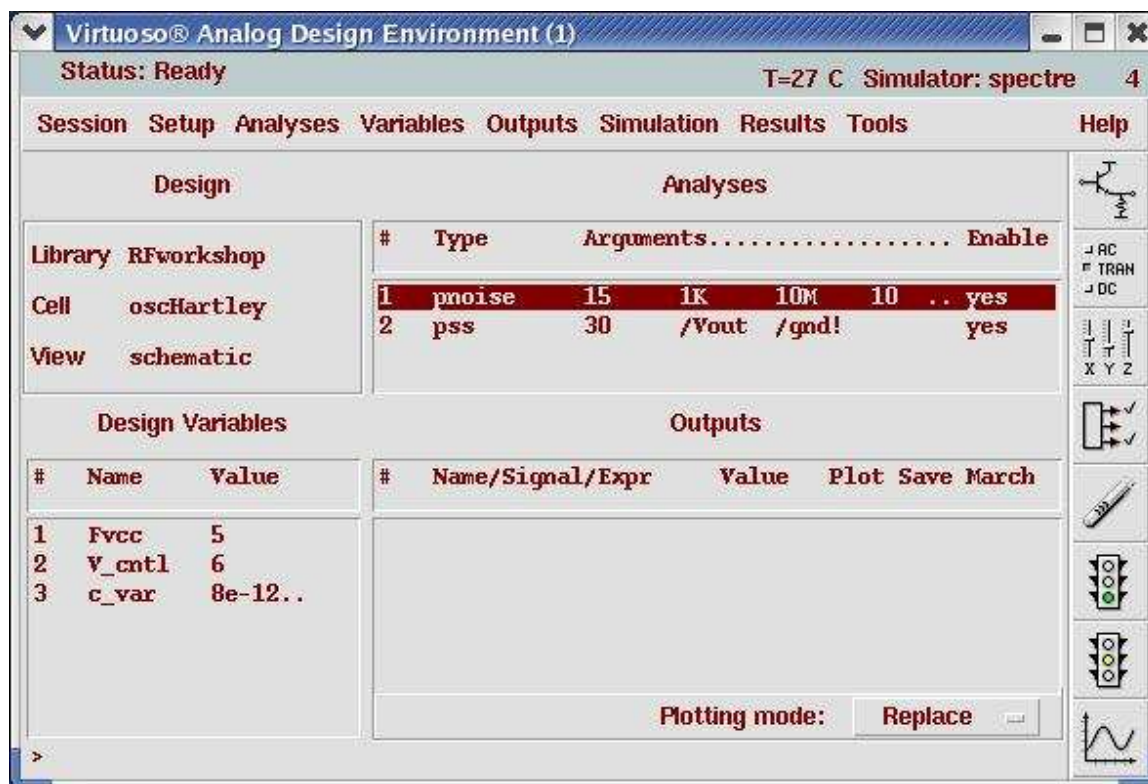 Virtuoso® Analog Design Environment (1)
Status: Ready T=27 C Simulator: spectre 4
Session Setup Analyses Variables Outputs Simulation Results Tools Help
Design
Library RFworkshop
Cell oscHartley
View schematic
Analyses
# Type Arguments................... Enable
1 pnoise 15 1K 10M 10 .. yes
2 pss 30 /Vout /gnd! yes
Design Variables
# Name Value
1 Fvcc 5
2 V_cntl 6
3 c_var 8e-12..
Outputs
# Name/Signal/Expr Value Plot Save March
Plotting mode: Replace
>
AC
TRAN
DC
X Y Z